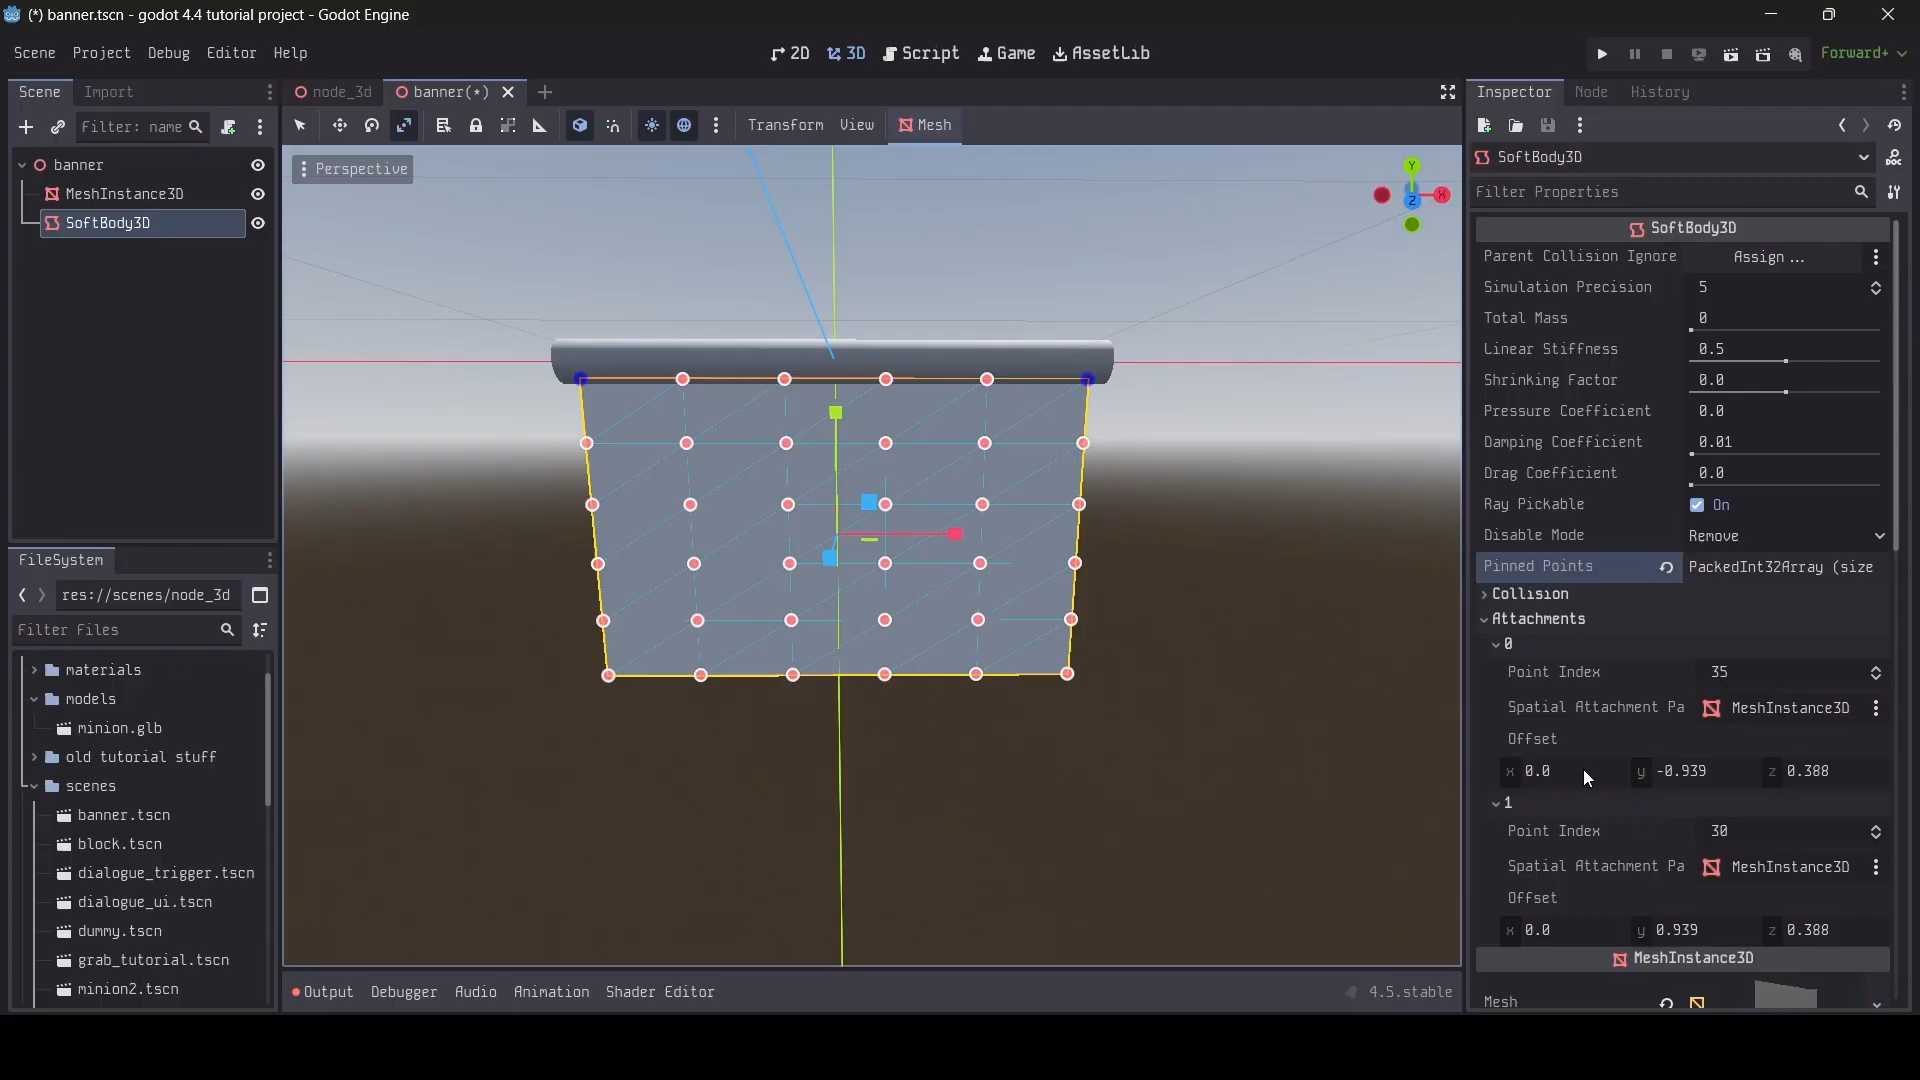 (*) banner.tscn - godot 4.4 tutorial project - Godot Engine
Scene Project Debug Editor Help
2D 3D Script Game AssetLib
Forward+
Scene Import
Filter: name
banner
MeshInstance3D
SoftBody3D
FileSystem
res://scenes/node_3d
Filter Files
materials
models
minion.glb
old tutorial stuff
scenes
banner.tscn
block.tscn
dialogue_trigger.tscn
dialogue_ui.tscn
dummy.tscn
grab_tutorial.tscn
minion2.tscn
node_3d banner(*)
Transform View Mesh
Perspective
Y
X
Z
Output Debugger Audio Animation Shader Editor
4.5.stable
Inspector Node History
SoftBody3D
Filter Properties
SoftBody3D
Parent Collision Ignore Assign ...
Simulation Precision 5
Total Mass 0
Linear Stiffness 0.5
Shrinking Factor 0.0
Pressure Coefficient 0.0
Damping Coefficient 0.01
Drag Coefficient 0.0
Ray Pickable On
Disable Mode Remove
Pinned Points PackedInt32Array (size
Collision
Attachments
0
Point Index 35
Spatial Attachment Pa MeshInstance3D
Offset
x 0.0 y -0.939 z 0.388
1
Point Index 30
Spatial Attachment Pa MeshInstance3D
Offset
x 0.0 y 0.939 z 0.388
MeshInstance3D
Mesh